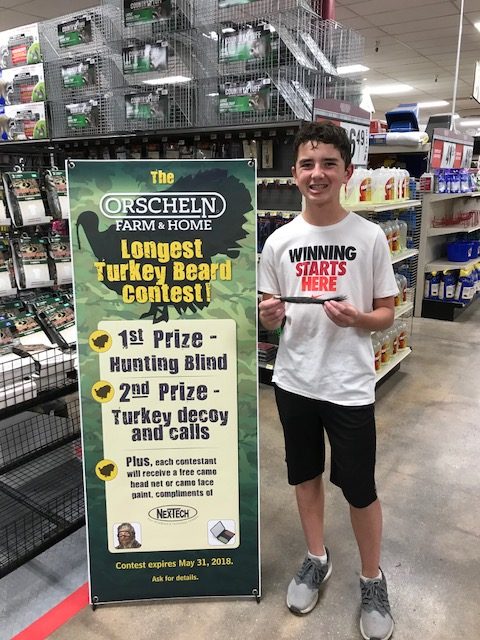 The
ORSCHELN
FARM & HOME
Longest
Turkey Beard
Contest!
1st Prize -
Hunting Blind
2nd Prize -
Turkey decoy
and calls
Plus, each contestant
will receive a free camo
head net or camo face
paint, compliments of
NEXTECH
Contest expires May 31, 2018.
Ask for details.
WINNING
STARTS
HERE